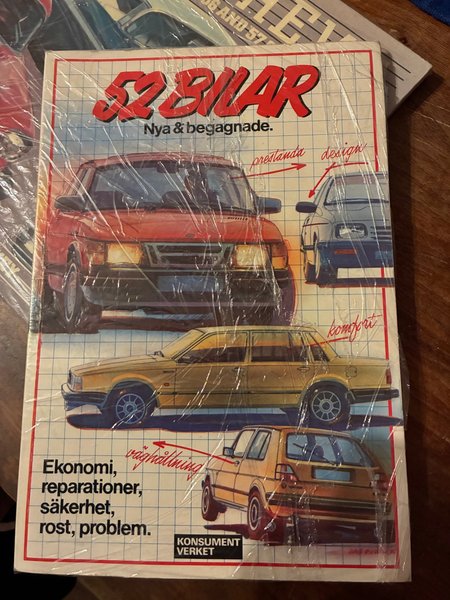 52 BILAR
Nya & begagnade.
prestanda
design
komfort
väghållning
Ekonomi,
reparationer,
säkerhet,
rost, problem.
KONSUMENT
VERKET